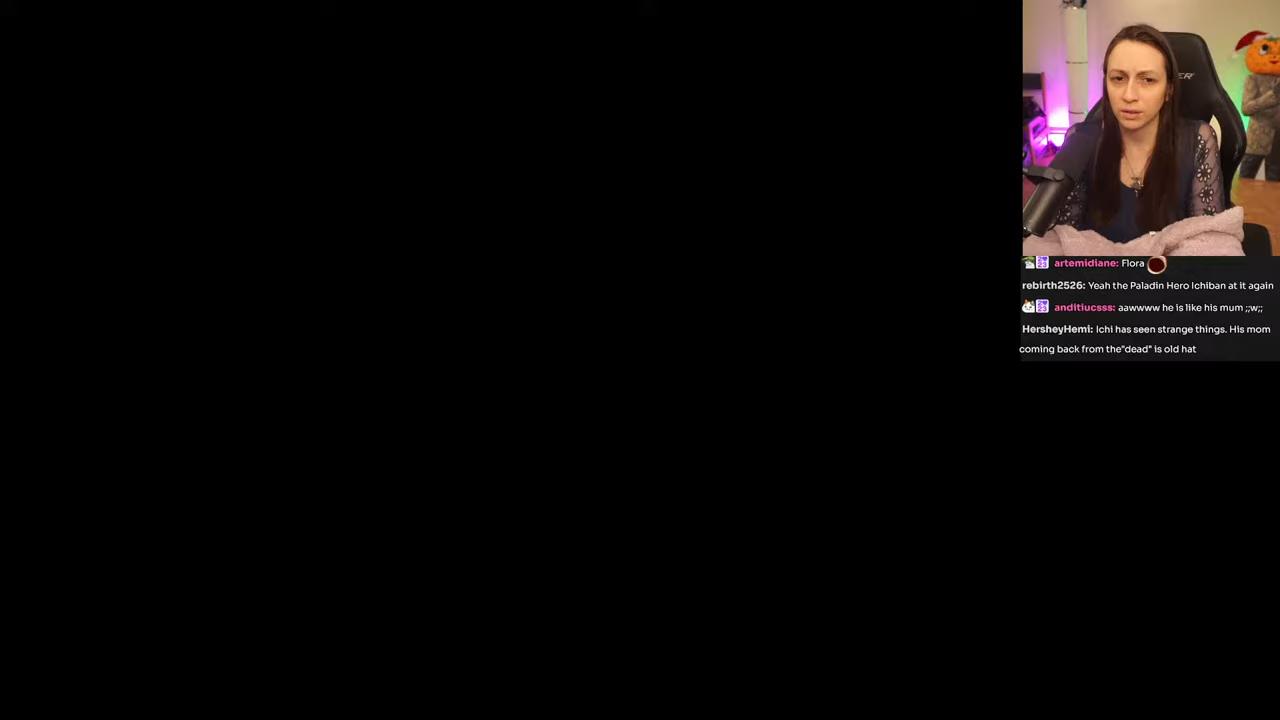 ER
artemidiane: Flora
rebirth2526: Yeah the Paladin Hero Ichiban at it again
anditiucsss: aawwww he is like his mum ;;w;;
HersheyHemi: Ichi has seen strange things. His mom
coming back from the"dead" is old hat